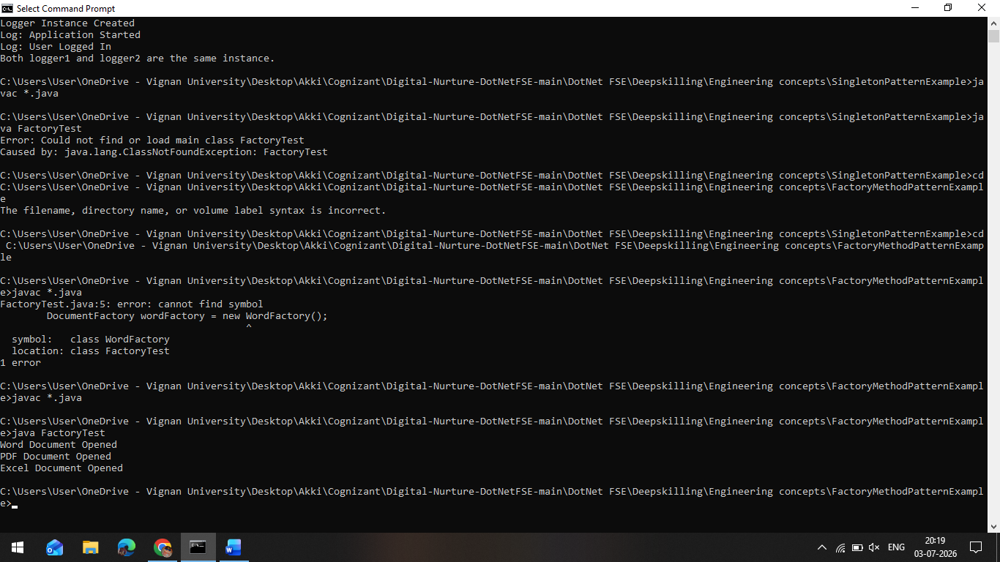 Select Command Prompt
Logger Instance Created
Log: Application Started
Log: User Logged In
Both logger1 and logger2 are the same instance.
C:\Users\User\OneDrive - Vignan University\Desktop\Akki\Cognizant\Digital-Nurture-DotNetFSE-main\DotNet FSE\Deepskilling\Engineering concepts\SingletonPatternExample>ja
vac *.java
C:\Users\User\OneDrive - Vignan University\Desktop\Akki\Cognizant\Digital-Nurture-DotNetFSE-main\DotNet FSE\Deepskilling\Engineering concepts\SingletonPatternExample>ja
va FactoryTest
Error: Could not find or load main class FactoryTest
Caused by: java.lang.ClassNotFoundException: FactoryTest
C:\Users\User\OneDrive - Vignan University\Desktop\Akki\Cognizant\Digital-Nurture-DotNetFSE-main\DotNet FSE\Deepskilling\Engineering concepts\SingletonPatternExample>cd
C:\Users\User\OneDrive - Vignan University\Desktop\Akki\Cognizant\Digital-Nurture-DotNetFSE-main\DotNet FSE\Deepskilling\Engineering concepts\FactoryMethodPatternExampl
e
The filename, directory name, or volume label syntax is incorrect.
C:\Users\User\OneDrive - Vignan University\Desktop\Akki\Cognizant\Digital-Nurture-DotNetFSE-main\DotNet FSE\Deepskilling\Engineering concepts\SingletonPatternExample>cd
C:\Users\User\OneDrive - Vignan University\Desktop\Akki\Cognizant\Digital-Nurture-DotNetFSE-main\DotNet FSE\Deepskilling\Engineering concepts\FactoryMethodPatternExamp
le
C:\Users\User\OneDrive - Vignan University\Desktop\Akki\Cognizant\Digital-Nurture-DotNetFSE-main\DotNet FSE\Deepskilling\Engineering concepts\FactoryMethodPatternExampl
e>javac *.java
FactoryTest.java:5: error: cannot find symbol
DocumentFactory wordFactory = new WordFactory();
^
symbol:   class WordFactory
location: class FactoryTest
1 error
C:\Users\User\OneDrive - Vignan University\Desktop\Akki\Cognizant\Digital-Nurture-DotNetFSE-main\DotNet FSE\Deepskilling\Engineering concepts\FactoryMethodPatternExampl
e>javac *.java
C:\Users\User\OneDrive - Vignan University\Desktop\Akki\Cognizant\Digital-Nurture-DotNetFSE-main\DotNet FSE\Deepskilling\Engineering concepts\FactoryMethodPatternExampl
e>java FactoryTest
Word Document Opened
PDF Document Opened
Excel Document Opened
C:\Users\User\OneDrive - Vignan University\Desktop\Akki\Cognizant\Digital-Nurture-DotNetFSE-main\DotNet FSE\Deepskilling\Engineering concepts\FactoryMethodPatternExampl
e>
ENG
20:19
03-07-2026